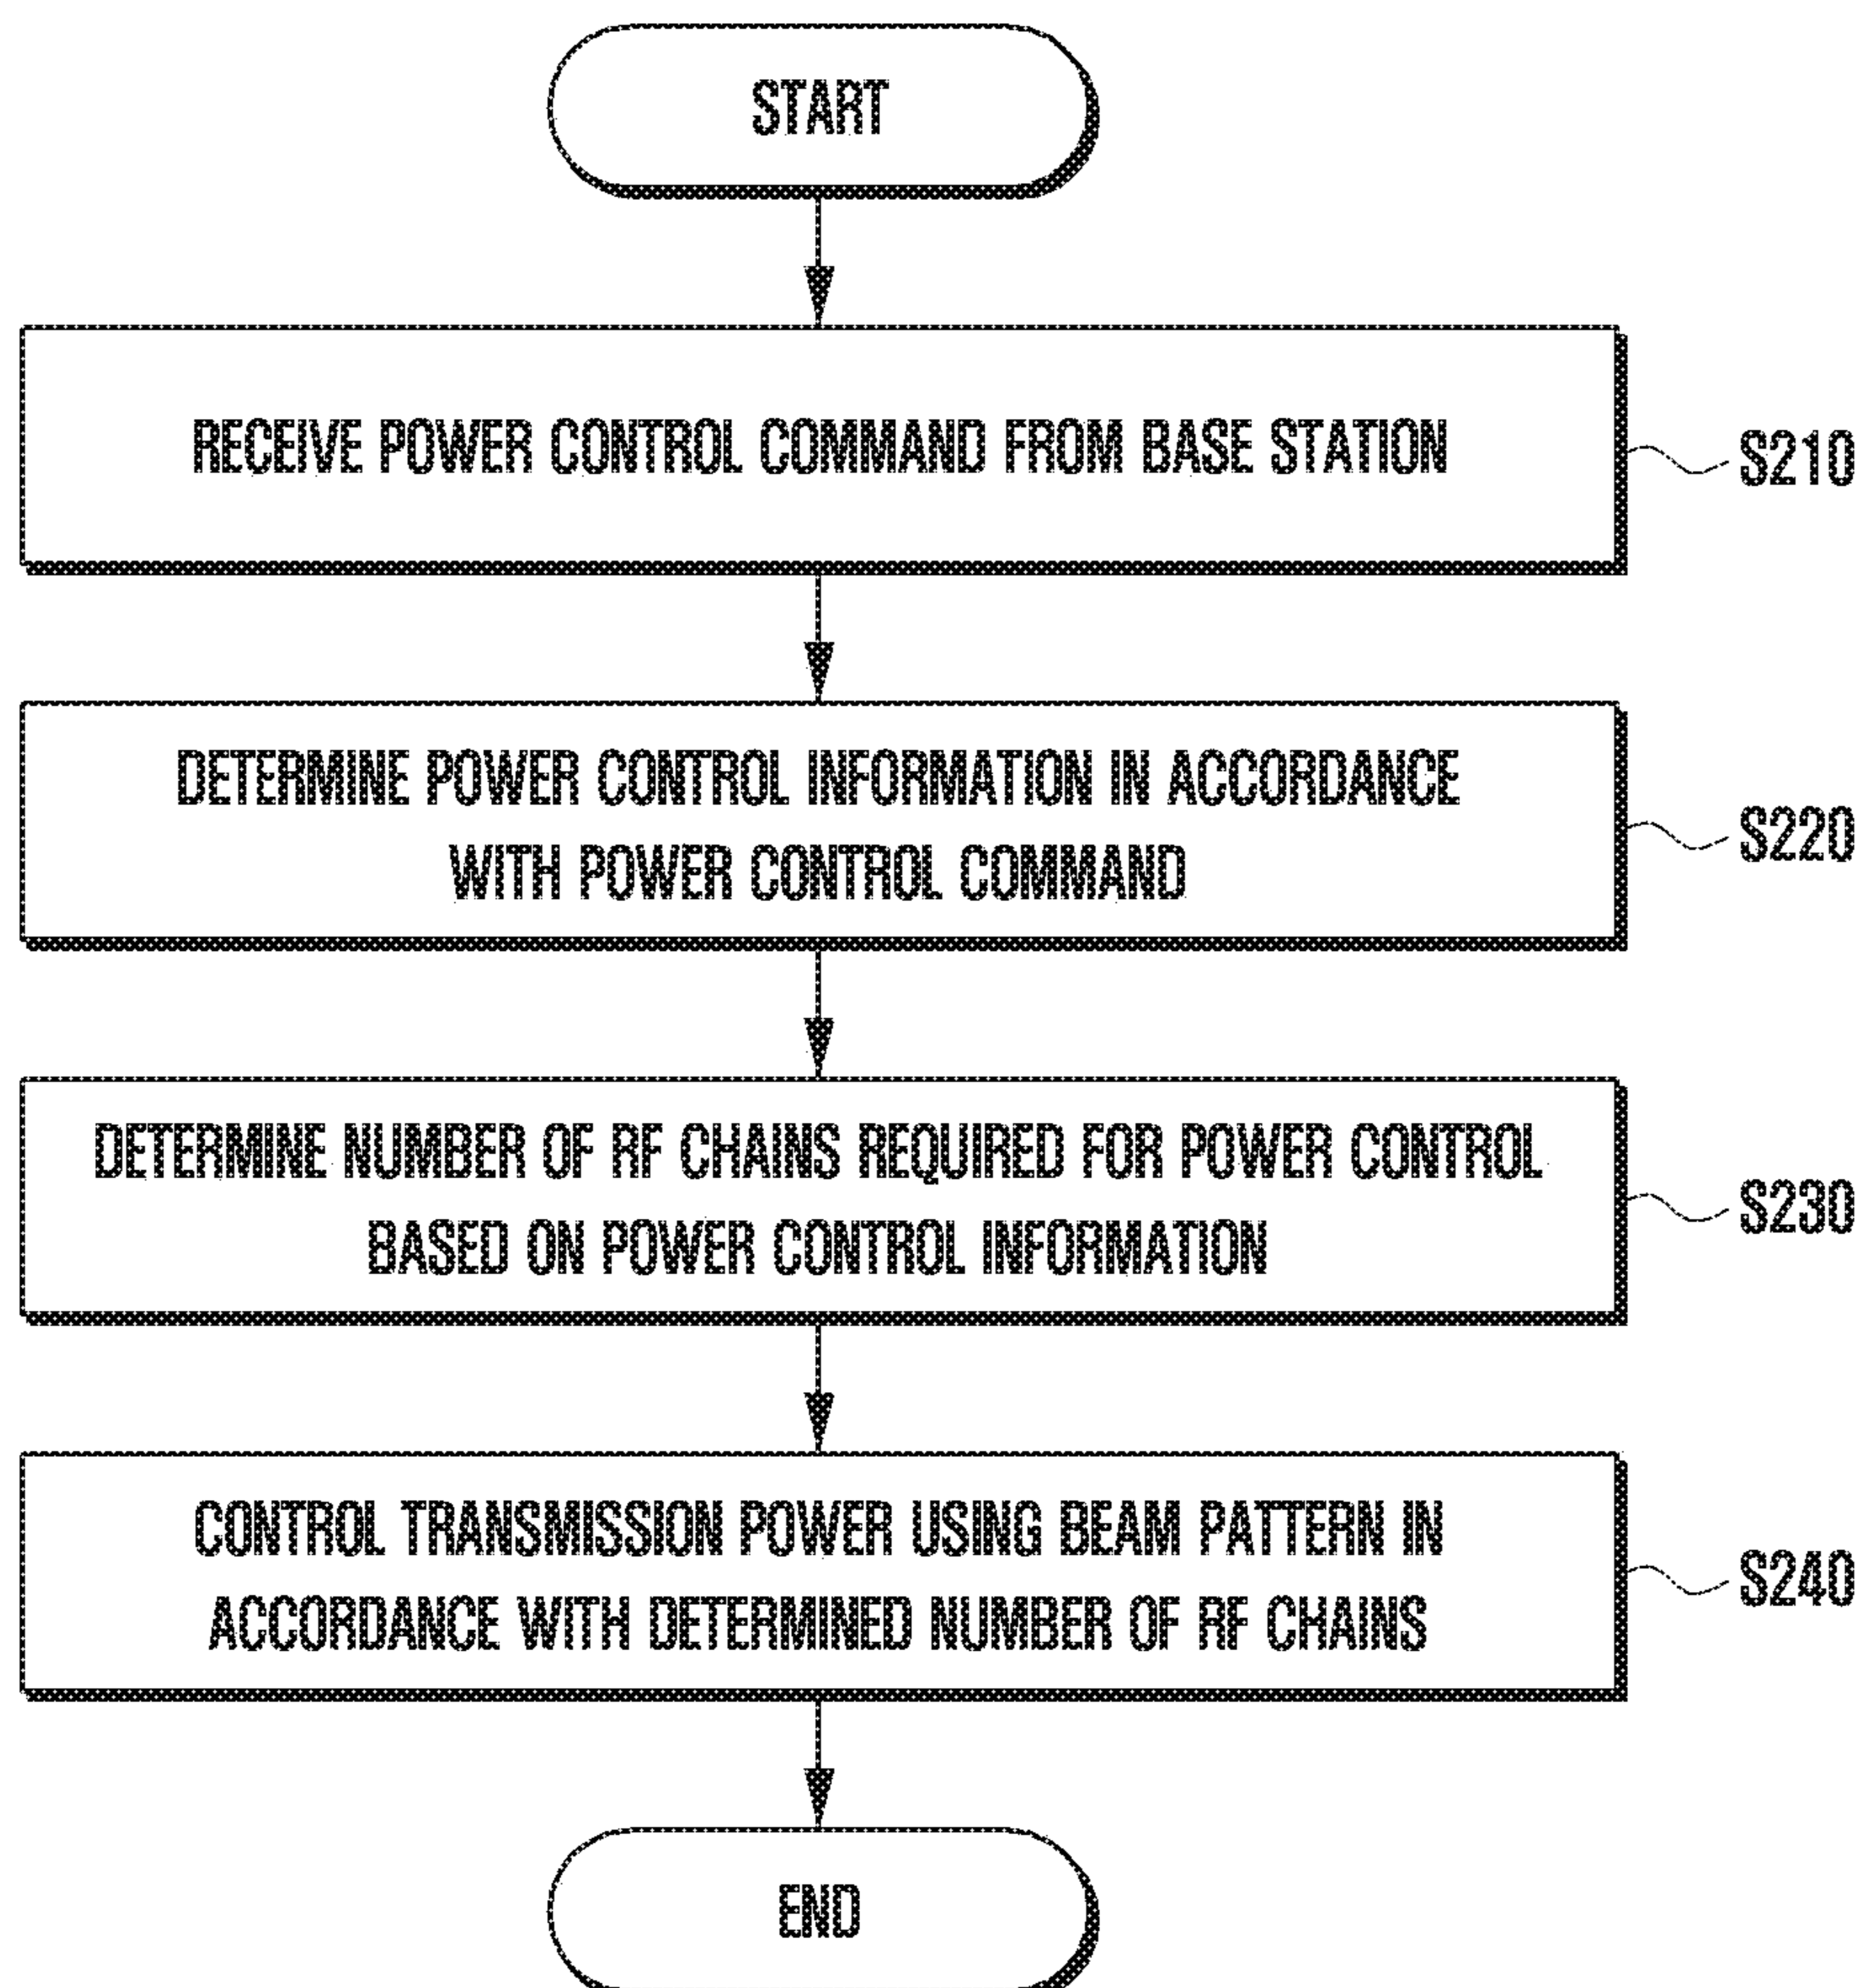 START
RECEIVE POWER CONTROL COMMAND FROM BASE STATION
S210
DETERMINE POWER CONTROL INFORMATION IN ACCORDANCE
WITH POWER CONTROL COMMAND
S220
DETERMINE NUMBER OF RF CHAINS REQUIRED FOR POWER CONTROL
BASED ON POWER CONTROL INFORMATION
S230
CONTROL TRANSMISSION POWER USING BEAM PATTERN IN
ACCORDANCE WITH DETERMINED NUMBER OF RF CHAINS
S240
END